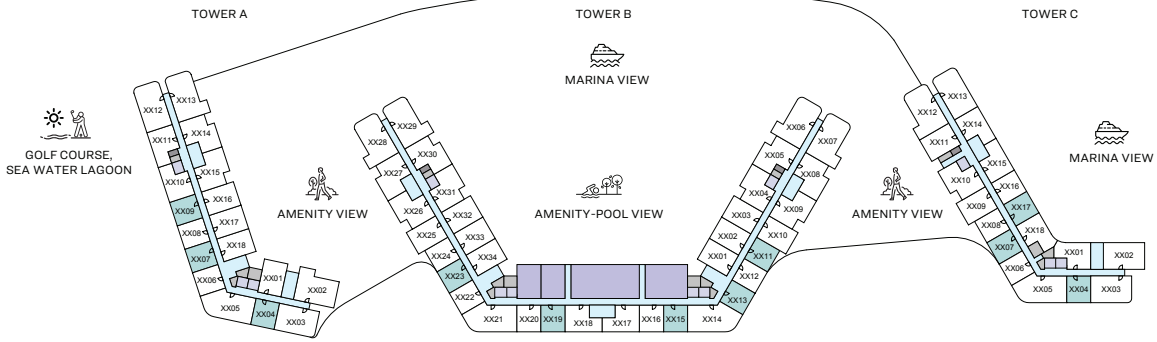 TOWER A
TOWER B
TOWER C
MARINA VIEW
GOLF COURSE,
SEA WATER LAGOON
AMENITY VIEW
AMENITY-POOL VIEW
AMENITY VIEW
MARINA VIEW
XX12
XX13
XX11
XX14
XX10
XX15
XX09
XX16
XX08
XX17
XX07
XX18
XX06
XX01
XX02
XX05
XX04
XX03
XX28
XX29
XX27
XX30
XX26
XX31
XX25
XX32
XX24
XX33
XX23
XX34
XX22
XX21
XX20
XX19
XX18
XX17
XX16
XX15
XX14
XX13
XX12
XX11
XX01
XX10
XX02
XX09
XX03
XX08
XX04
XX07
XX05
XX06
XX12
XX13
XX11
XX14
XX10
XX15
XX09
XX16
XX08
XX17
XX07
XX18
XX06
XX01
XX02
XX05
XX04
XX03